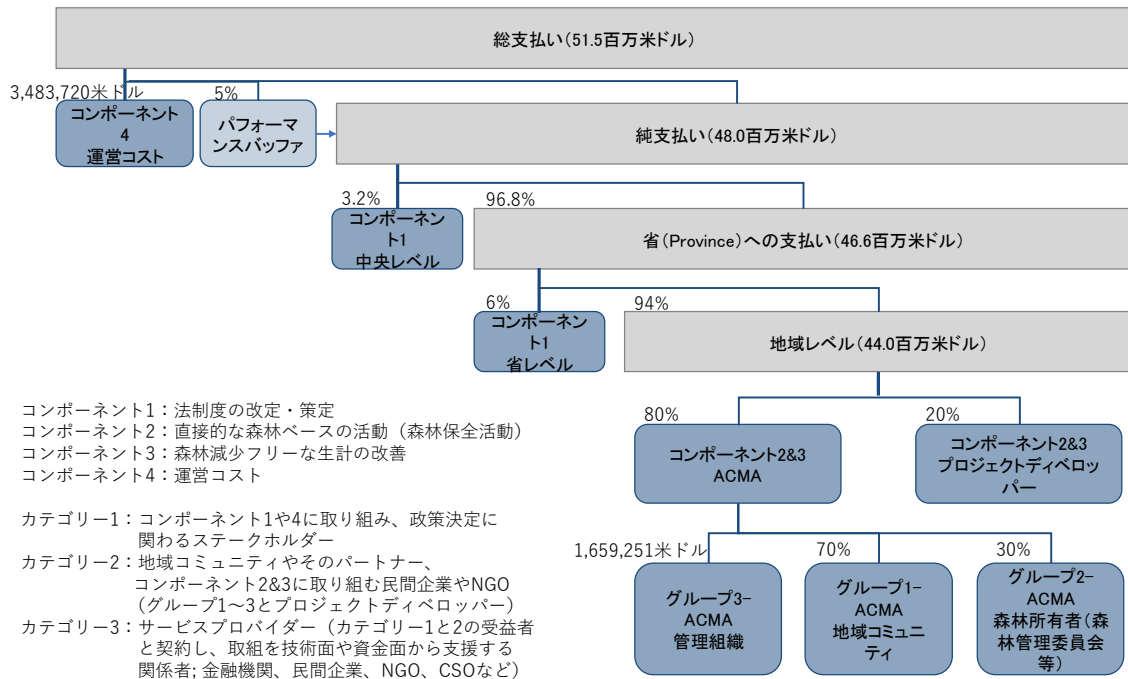 総支払い(51.5百万米ドル)
3,483,720米ドル
5%
コンポーネント
4
運営コスト
パフォーマ
ンスバッファ
純支払い(48.0百万米ドル)
3.2%
96.8%
コンポーネン
ト1
中央レベル
省(Province)への支払い(46.6百万米ドル)
6%
94%
コンポーネン
ト1
省レベル
地域レベル(44.0百万米ドル)
80%
20%
コンポーネント2&3
ACMA
コンポーネント2&3
プロジェクトディベロッ
パー
1,659,251米ドル
70%
30%
グループ3-
ACMA
管理組織
グループ1-
ACMA
地域コミュニ
ティ
グループ2-
ACMA
森林所有者(森
林管理委員会
等)
コンポーネント1：法制度の改定・策定
コンポーネント2：直接的な森林ベースの活動（森林保全活動）
コンポーネント3：森林減少フリーな生計の改善
コンポーネント4：運営コスト
カテゴリー1：コンポーネント1や4に取り組み、政策決定に
関わるステークホルダー
カテゴリー2：地域コミュニティやそのパートナー、
コンポーネント2&3に取り組む民間企業やNGO
（グループ1～3とプロジェクトディベロッパー）
カテゴリー3：サービスプロバイダー（カテゴリー1と2の受益者
と契約し、取組を技術面や資金面から支援する
関係者; 金融機関、民間企業、NGO、CSOなど）